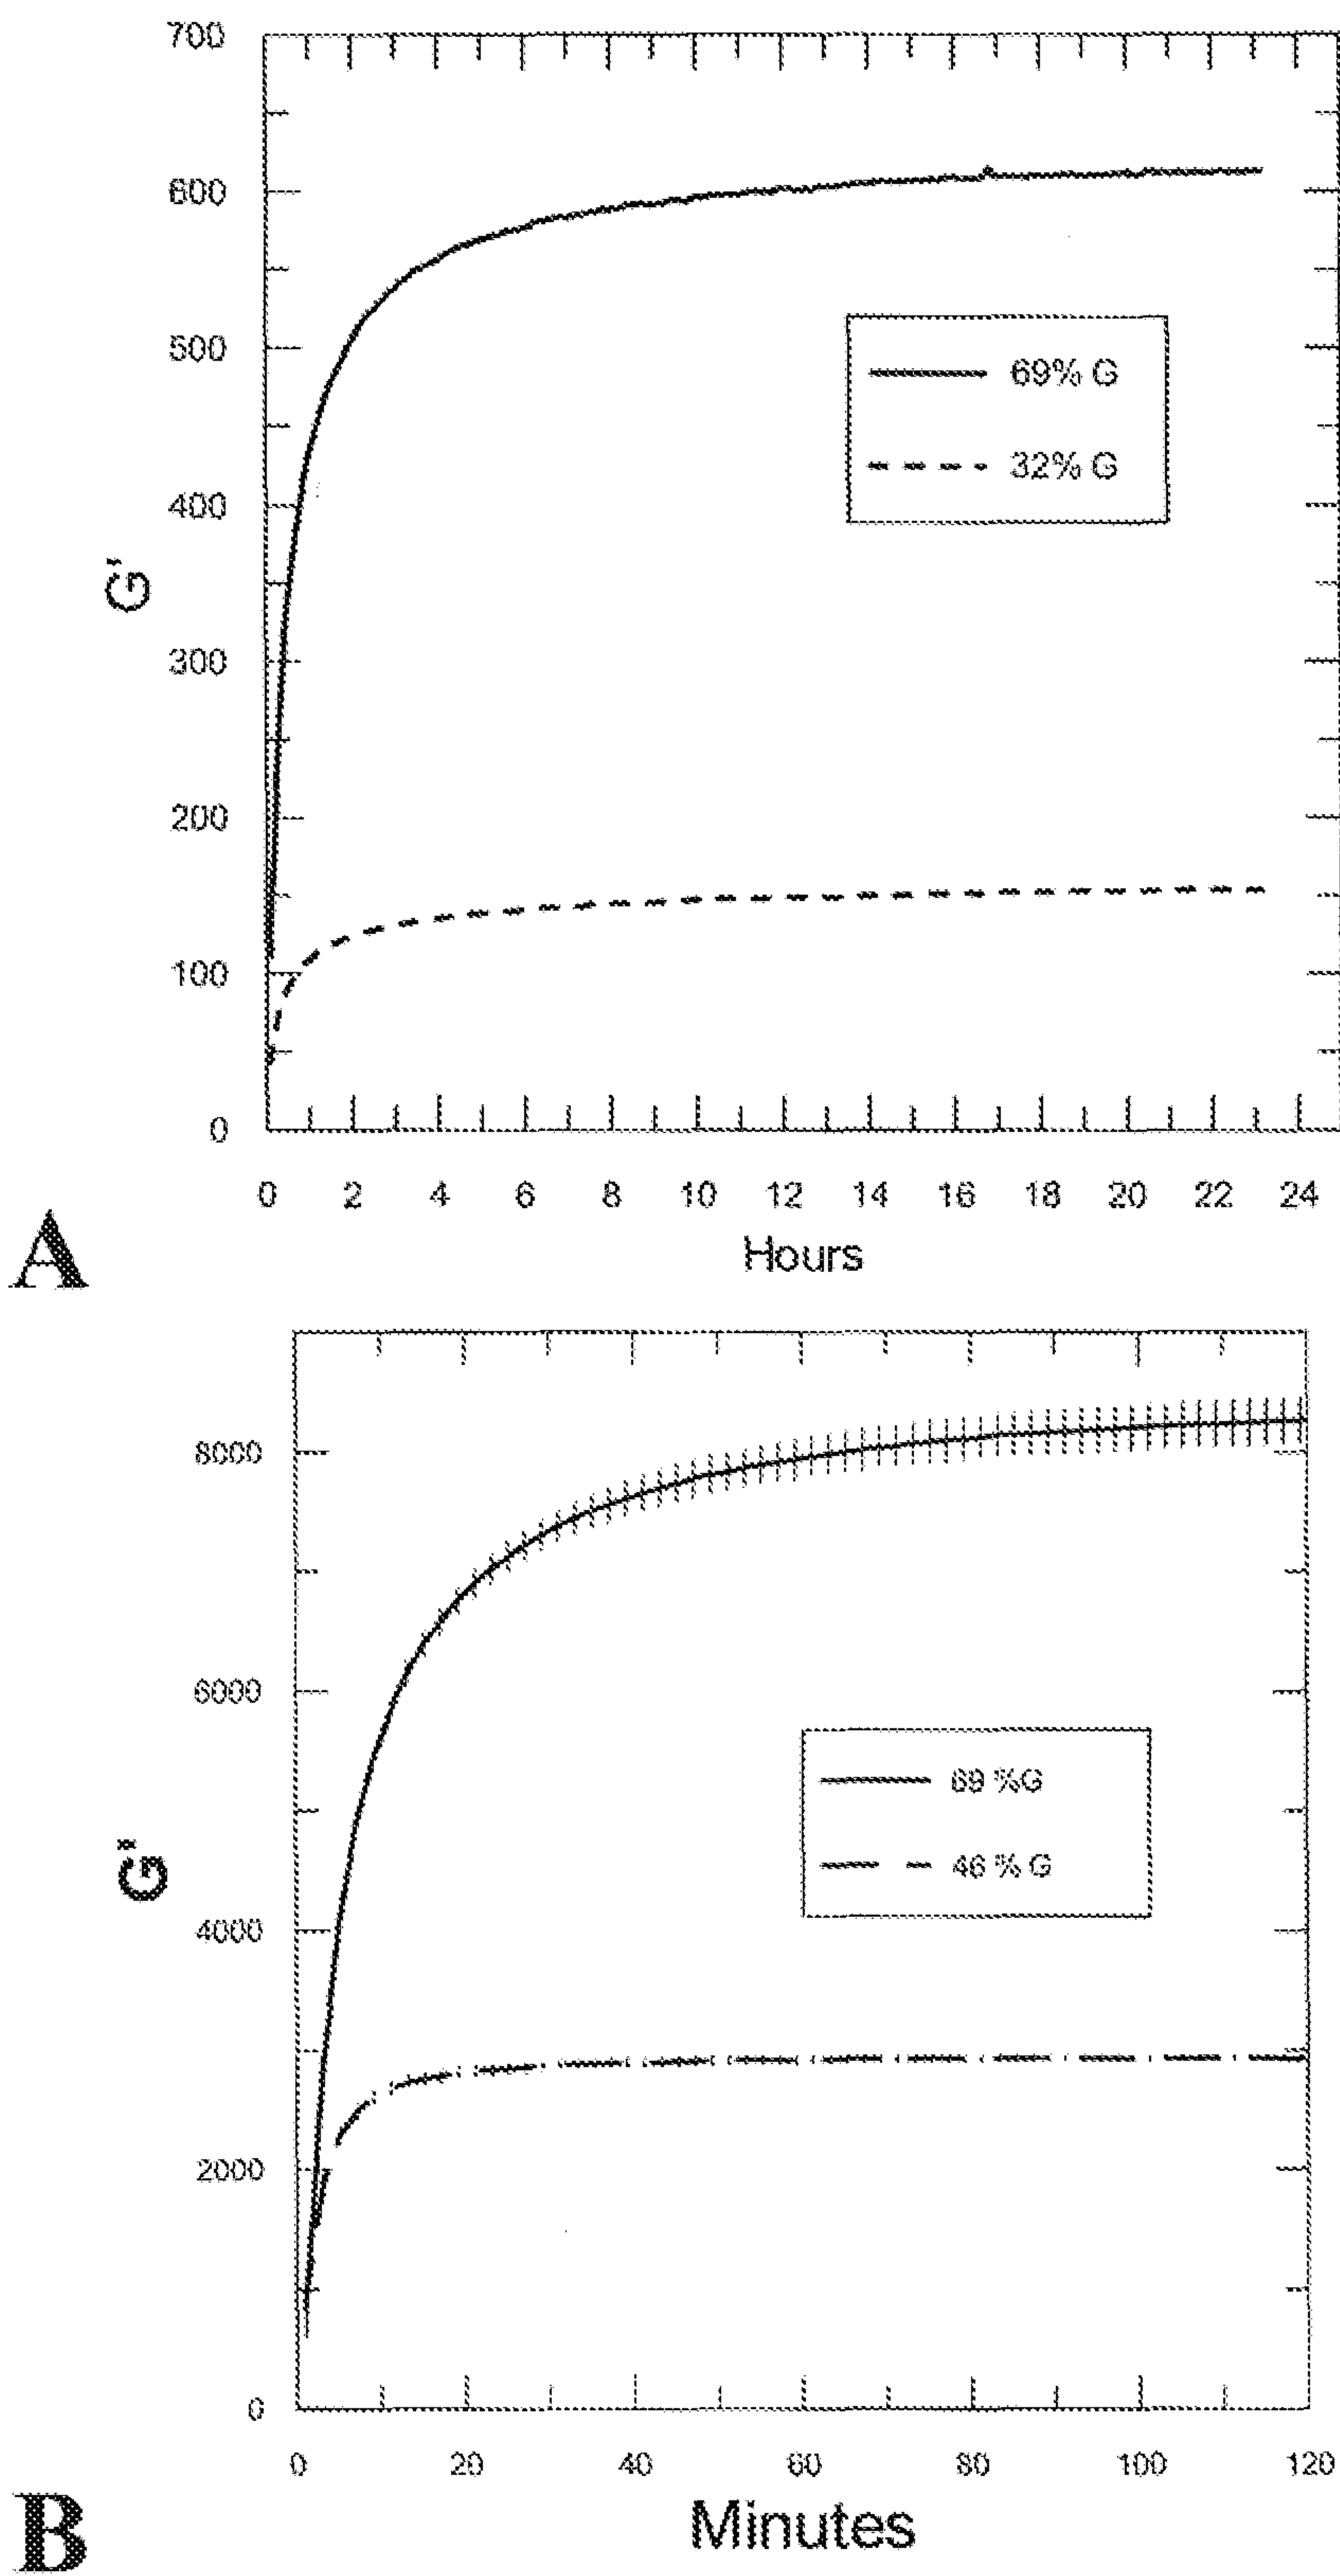 700
600
500
400
300
200
100
0
G'
69% G
32% G
0 2 4 6 8 10 12 14 16 18 20 22 24
Hours
A
8000
6000
4000
2000
0
G'
69 %G
46 % G
0 20 40 60 80 100 120
Minutes
B